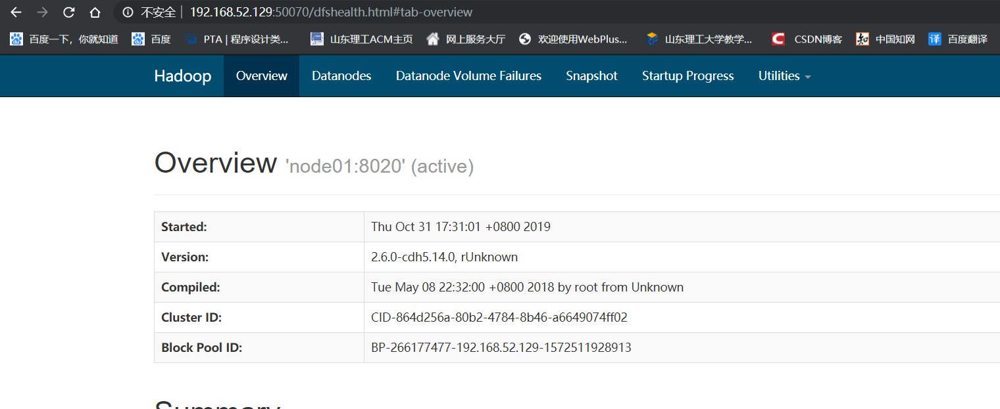 不安全 192.168.52.129:50070/dfshealth.html#tab-overview
百度一下，你就知道 百度 PTA | 程序设计类... 山东理工ACM主页 网上服务大厅 欢迎使用WebPlus... 山东理工大学教学... CSDN博客 中国知网 百度翻译
Hadoop Overview Datanodes Datanode Volume Failures Snapshot Startup Progress Utilities
Overview 'node01:8020' (active)
Started: Thu Oct 31 17:31:01 +0800 2019
Version: 2.6.0-cdh5.14.0, rUnknown
Compiled: Tue May 08 22:32:00 +0800 2018 by root from Unknown
Cluster ID: CID-864d256a-80b2-4784-8b46-a6649074ff02
Block Pool ID: BP-266177477-192.168.52.129-1572511928913
Summary